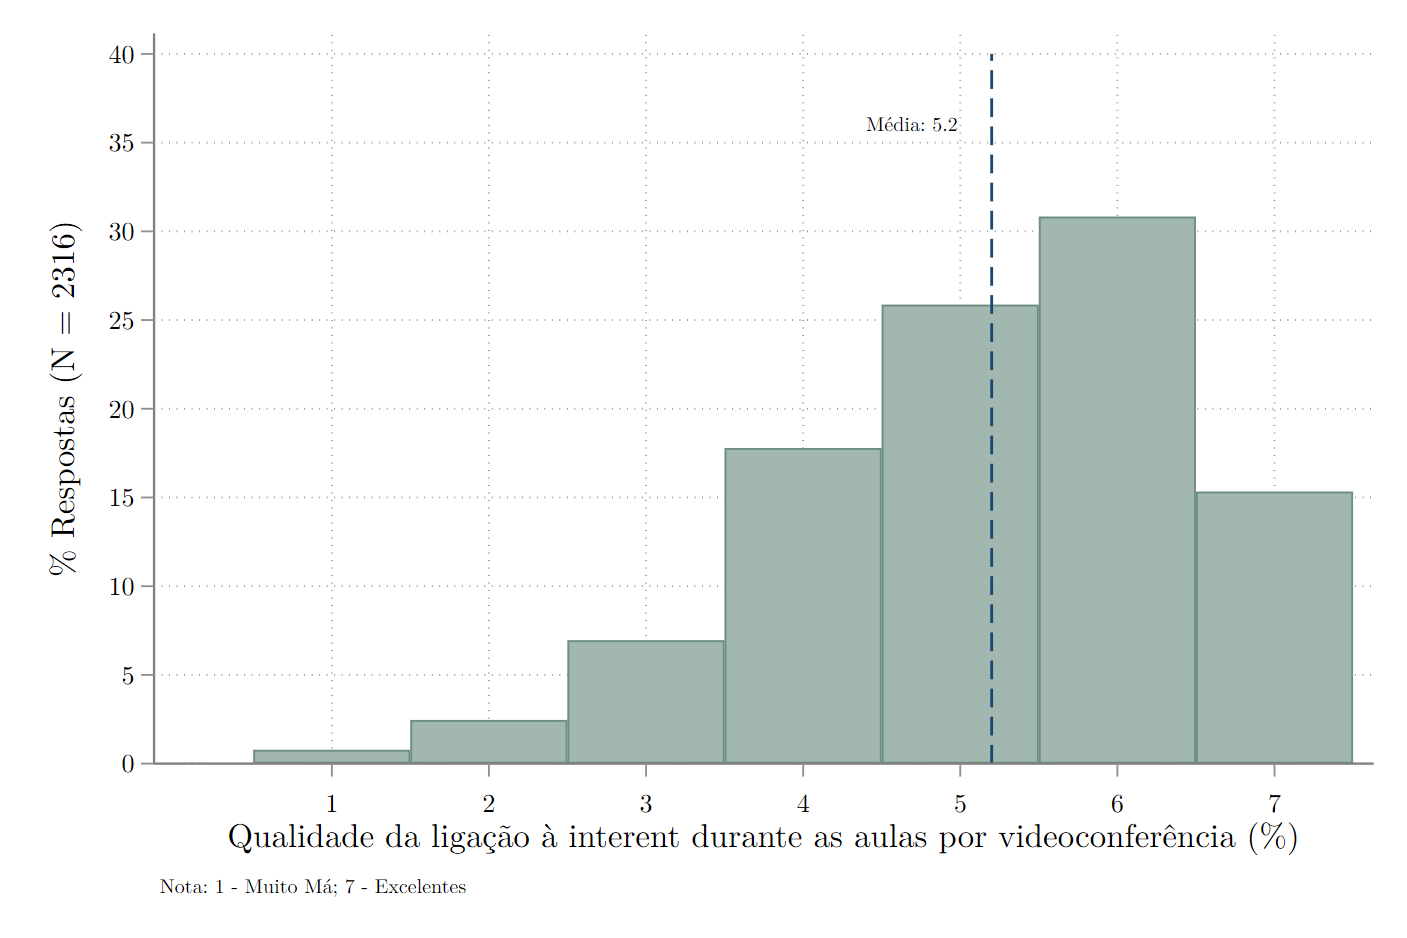 % Respostas (N = 2316)
40
35
30
25
20
15
10
5
0
Média: 5.2
1 2 3 4 5 6 7
Qualidade da ligação à interent durante as aulas por videoconferência (%)
Nota: 1 - Muito Má; 7 - Excelentes